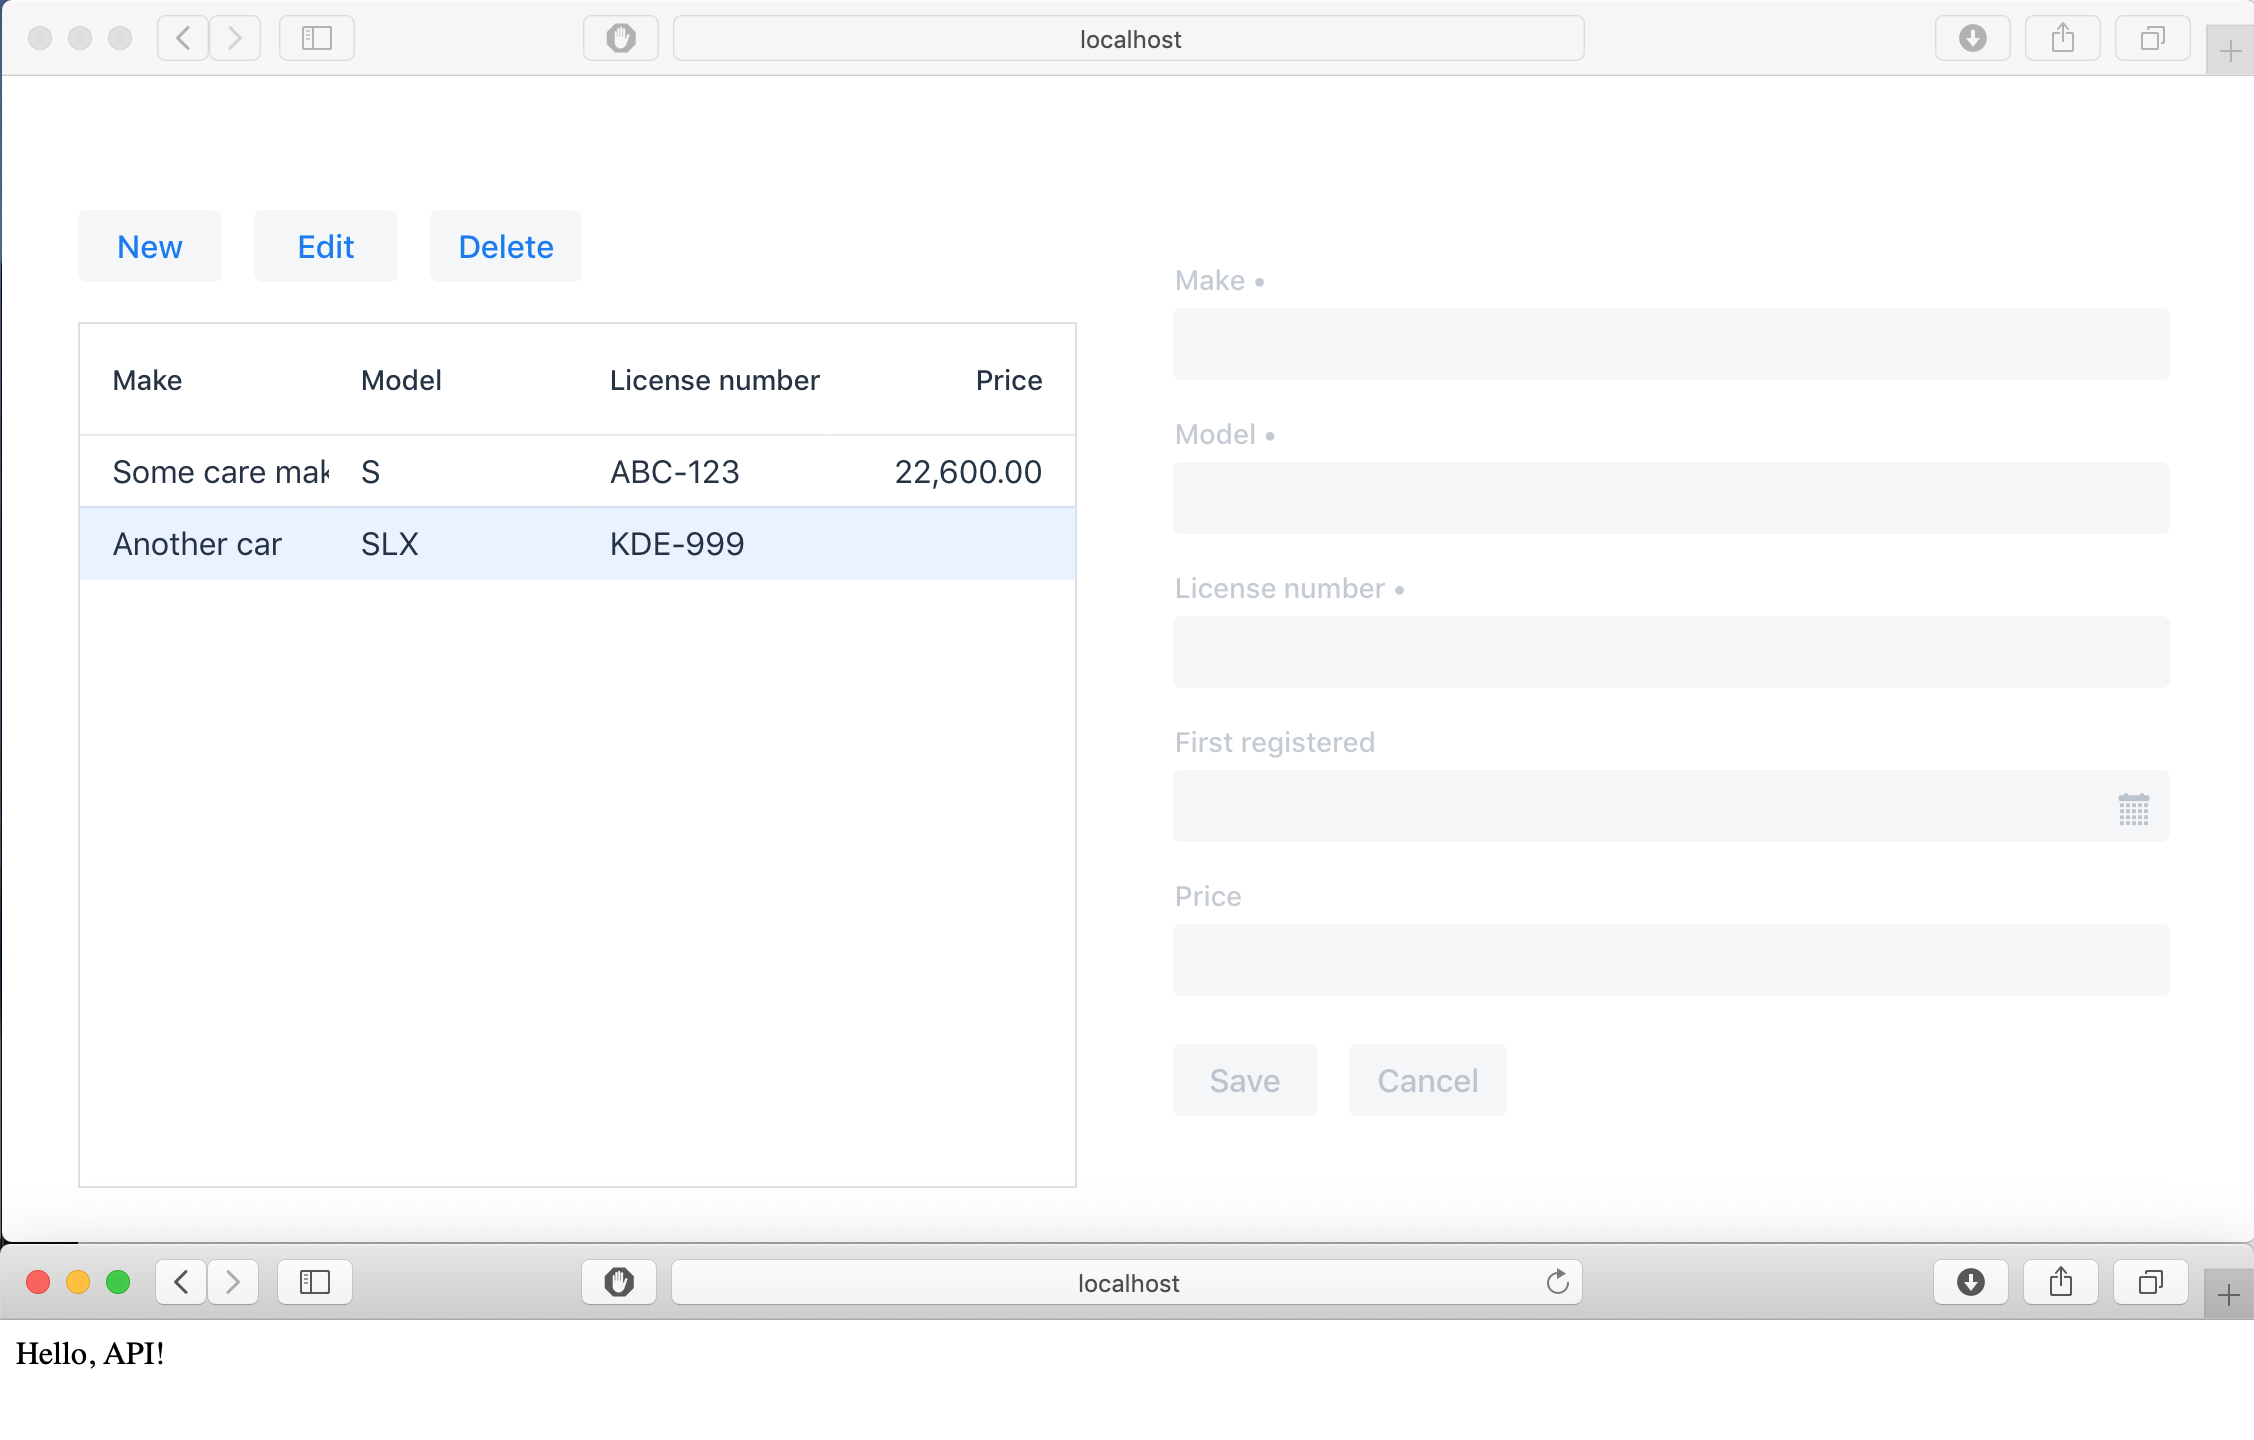 localhost
New Edit Delete
Make Model License number Price
Some care mak S ABC-123 22,600.00
Another car SLX KDE-999
Make •
Model •
License number •
First registered
Price
Save Cancel
localhost
Hello, API!